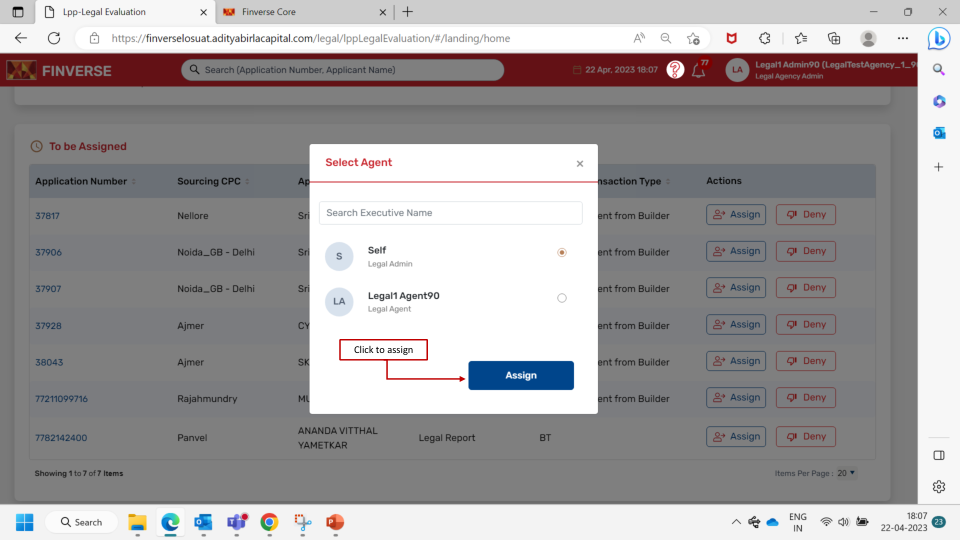 Lpp-Legal Evaluation
Finverse Core
https://finverselosuat.adityabirlacapital.com/legal/lppLegalEvaluation/#/landing/home
FINVERSE
Search (Application Number, Applicant Name)
22 Apr, 2023 18:07
?
77
LA
Legal1 Admin90 (LegalTestAgency_1_9
Legal Agency Admin
To be Assigned
Application Number
Sourcing CPC
Ap
nsaction Type
Actions
37817
Nellore
Sri
ent from Builder
Assign
Deny
37906
Noida_GB - Delhi
Sri
ent from Builder
Assign
Deny
37907
Noida_GB - Delhi
Sri
ent from Builder
Assign
Deny
37928
Ajmer
CY
ent from Builder
Assign
Deny
38043
Ajmer
SK
ent from Builder
Assign
Deny
77211099716
Rajahmundry
MU
ent from Builder
Assign
Deny
7782142400
Panvel
ANANDA VITTHAL
YAMETKAR
Legal Report
BT
Assign
Deny
Showing 1 to 7 of 7 Items
Items Per Page : 20
Select Agent
×
Search Executive Name
S
Self
Legal Admin
LA
Legal1 Agent90
Legal Agent
Click to assign
Assign
Search
ENG
IN
18:07
22-04-2023
23